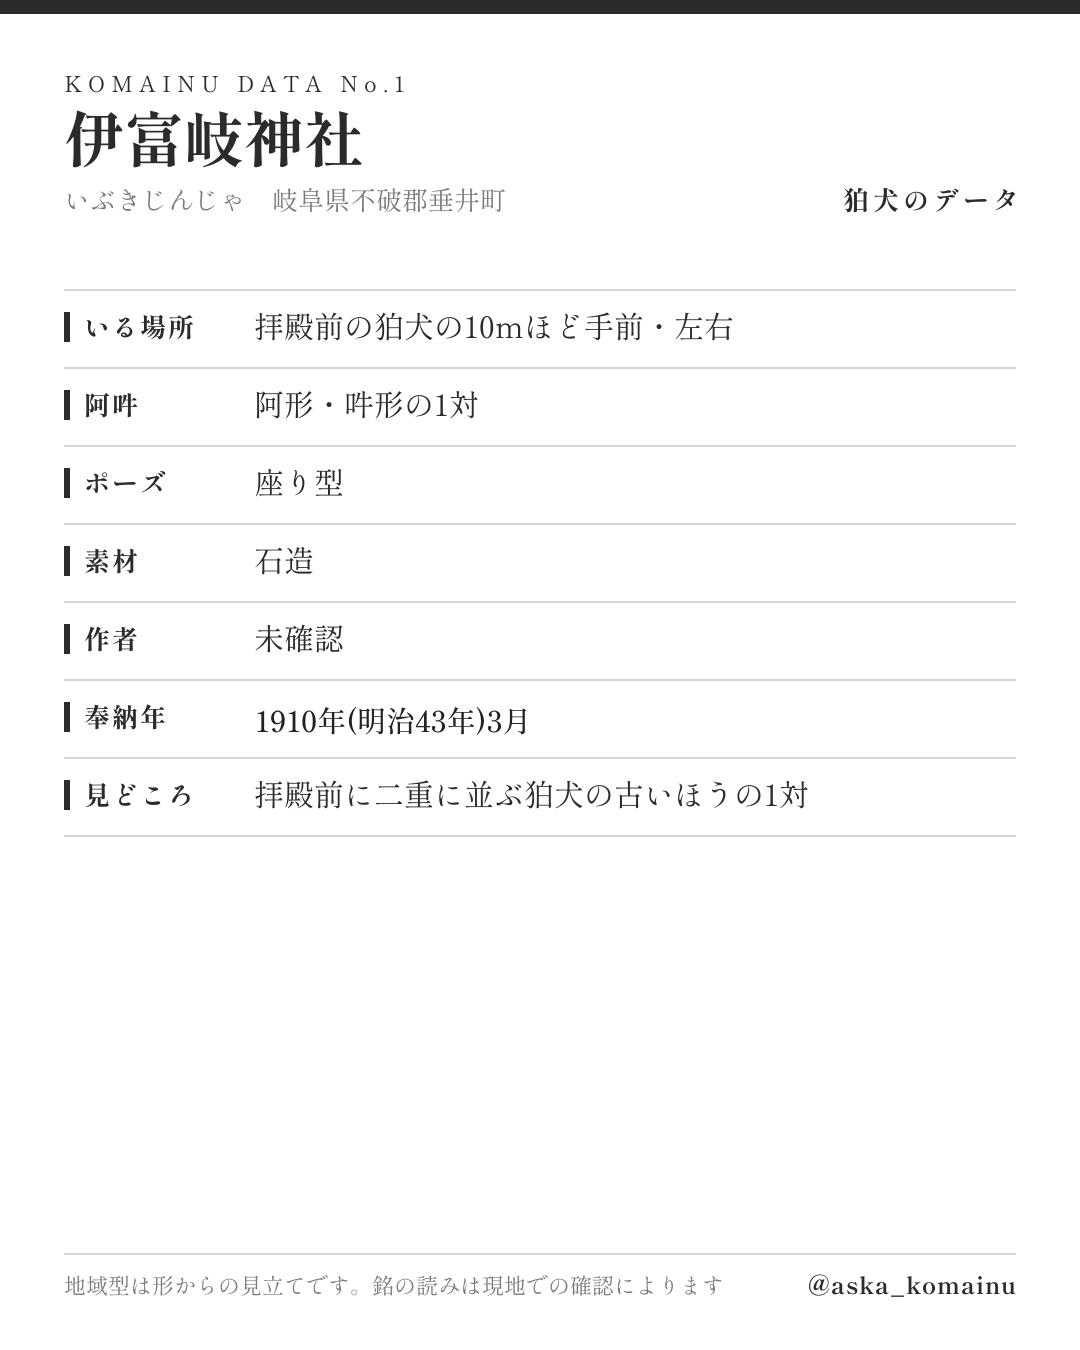 KOMAINU DATA No.1
伊富岐神社
いぶきじんじゃ　岐阜県不破郡垂井町
狛犬のデータ
いる場所　拝殿前の狛犬の10mほど手前・左右
阿吽　阿形・吽形の1対
ポーズ　座り型
素材　石造
作者　未確認
奉納年　1910年(明治43年)3月
見どころ　拝殿前に二重に並ぶ狛犬の古いほうの1対
地域型は形からの見立てです。銘の読みは現地での確認によります
@aska_komainu